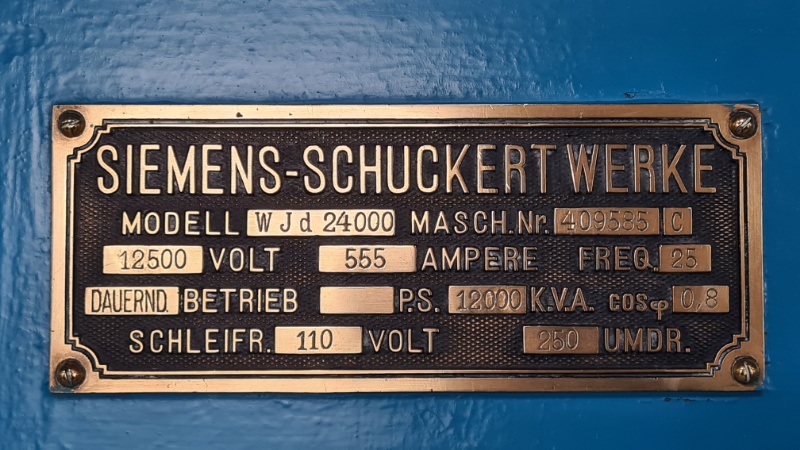 SIEMENS-SCHUCKERT WERKE
MODELL W J d 24000 MASCH.Nr. 409585 C
12500 VOLT 555 AMPERE FREQ. 25
DAUERND. BETRIEB P.S. 12000 K.V.A. cosφ 0,8
SCHLEIFR. 110 VOLT 250 UMDR.